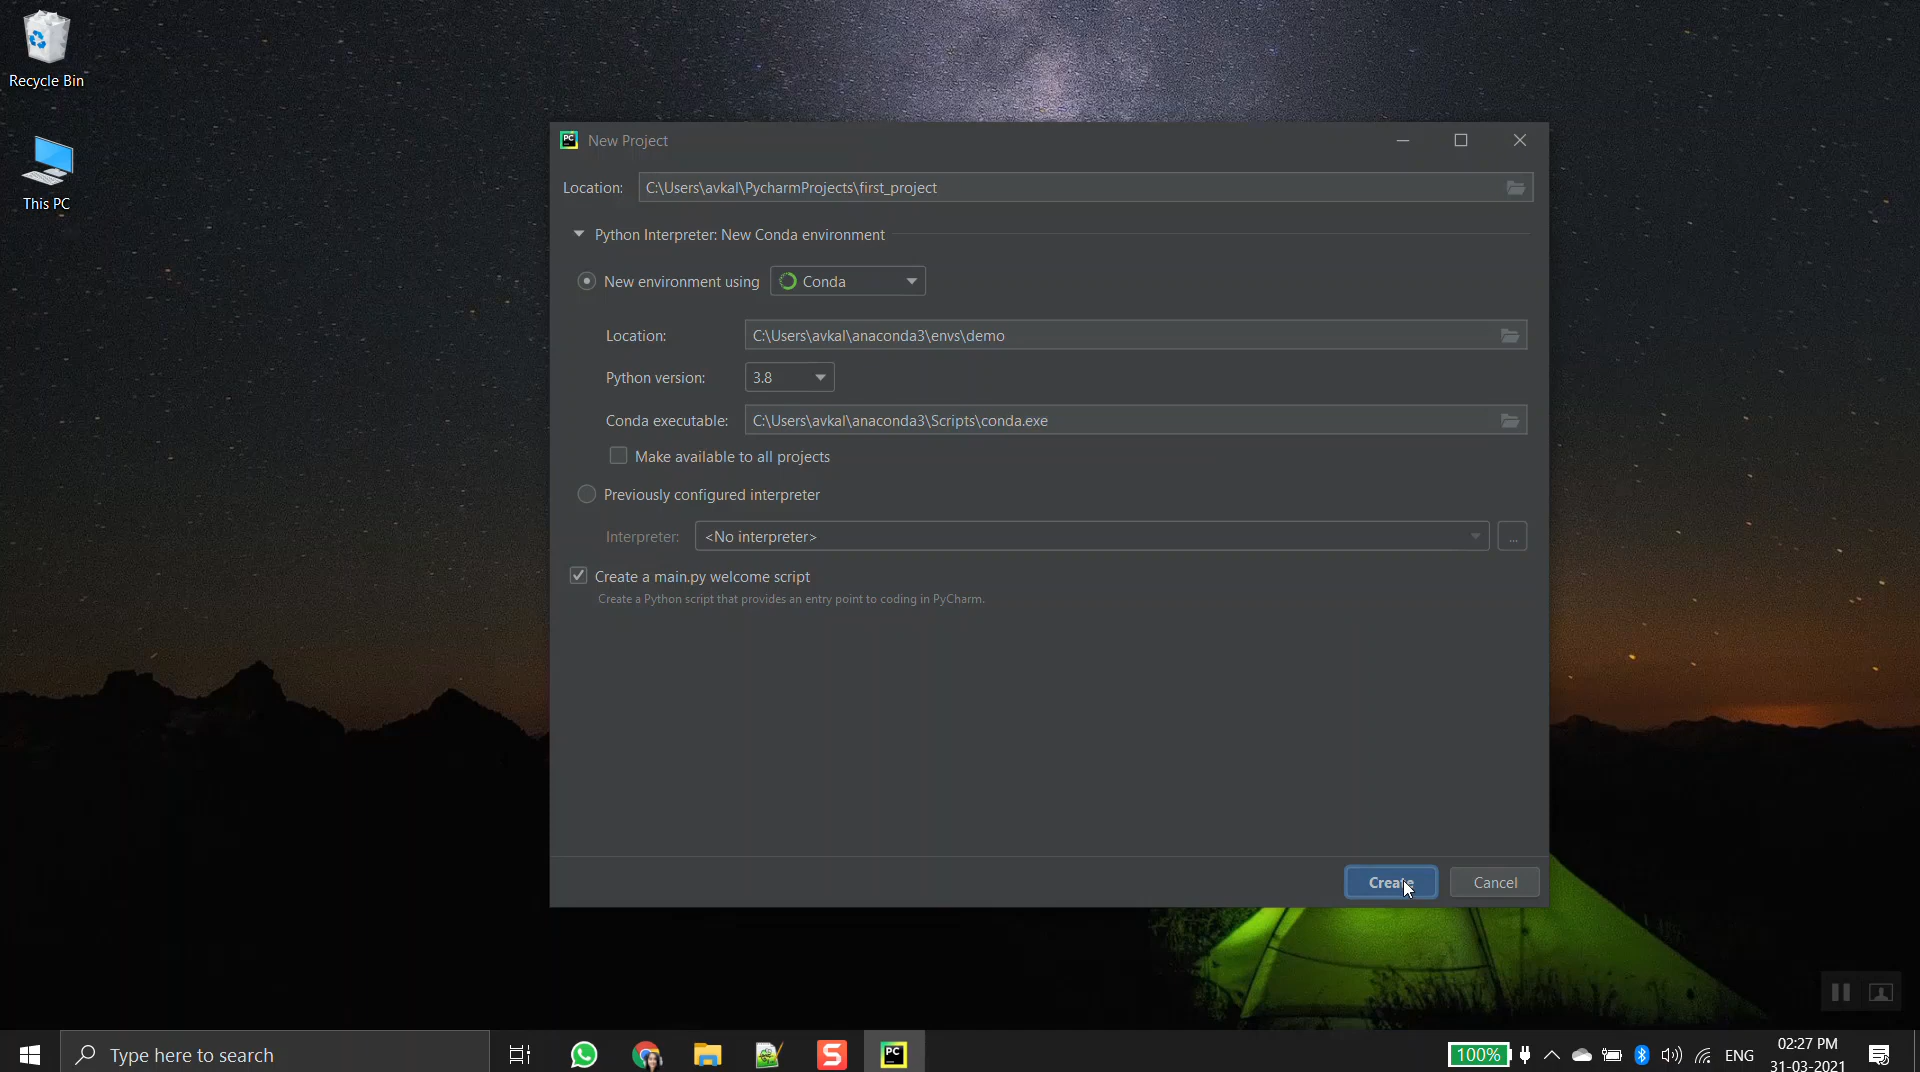 Recycle Bin
This PC
PC
New Project
Location: C:\Users\avkal\PycharmProjects\first_project
Python Interpreter: New Conda environment
New environment using Conda
Location: C:\Users\avkal\anaconda3\envs\demo
Python version: 3.8
Conda executable: C:\Users\avkal\anaconda3\Scripts\conda.exe
Make available to all projects
Previously configured interpreter
Interpreter: <No interpreter> ...
Create a main.py welcome script
Create a Python script that provides an entry point to coding in PyCharm.
Create Cancel
Type here to search
S
PC
100%
ENG
02:27 PM
31-03-2021